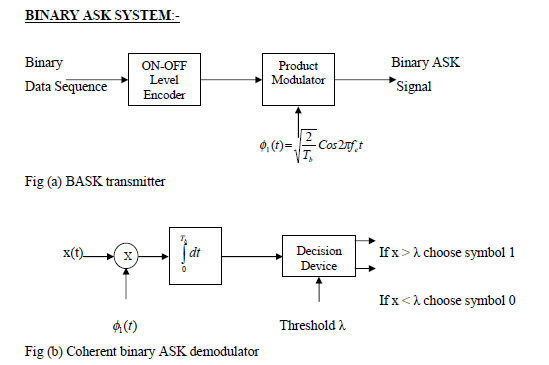 BINARY ASK SYSTEM:-
Binary
Data Sequence
ON-OFF
Level
Encoder
Product
Modulator
Binary ASK
Signal
ϕ₁(t)=√(2/T_b) Cos2πf_c t
Fig (a) BASK transmitter
x(t)
X
∫₀^{T_b} dt
Decision
Device
If x > λ choose symbol 1
If x < λ choose symbol 0
ϕ₁(t)
Threshold λ
Fig (b) Coherent binary ASK demodulator